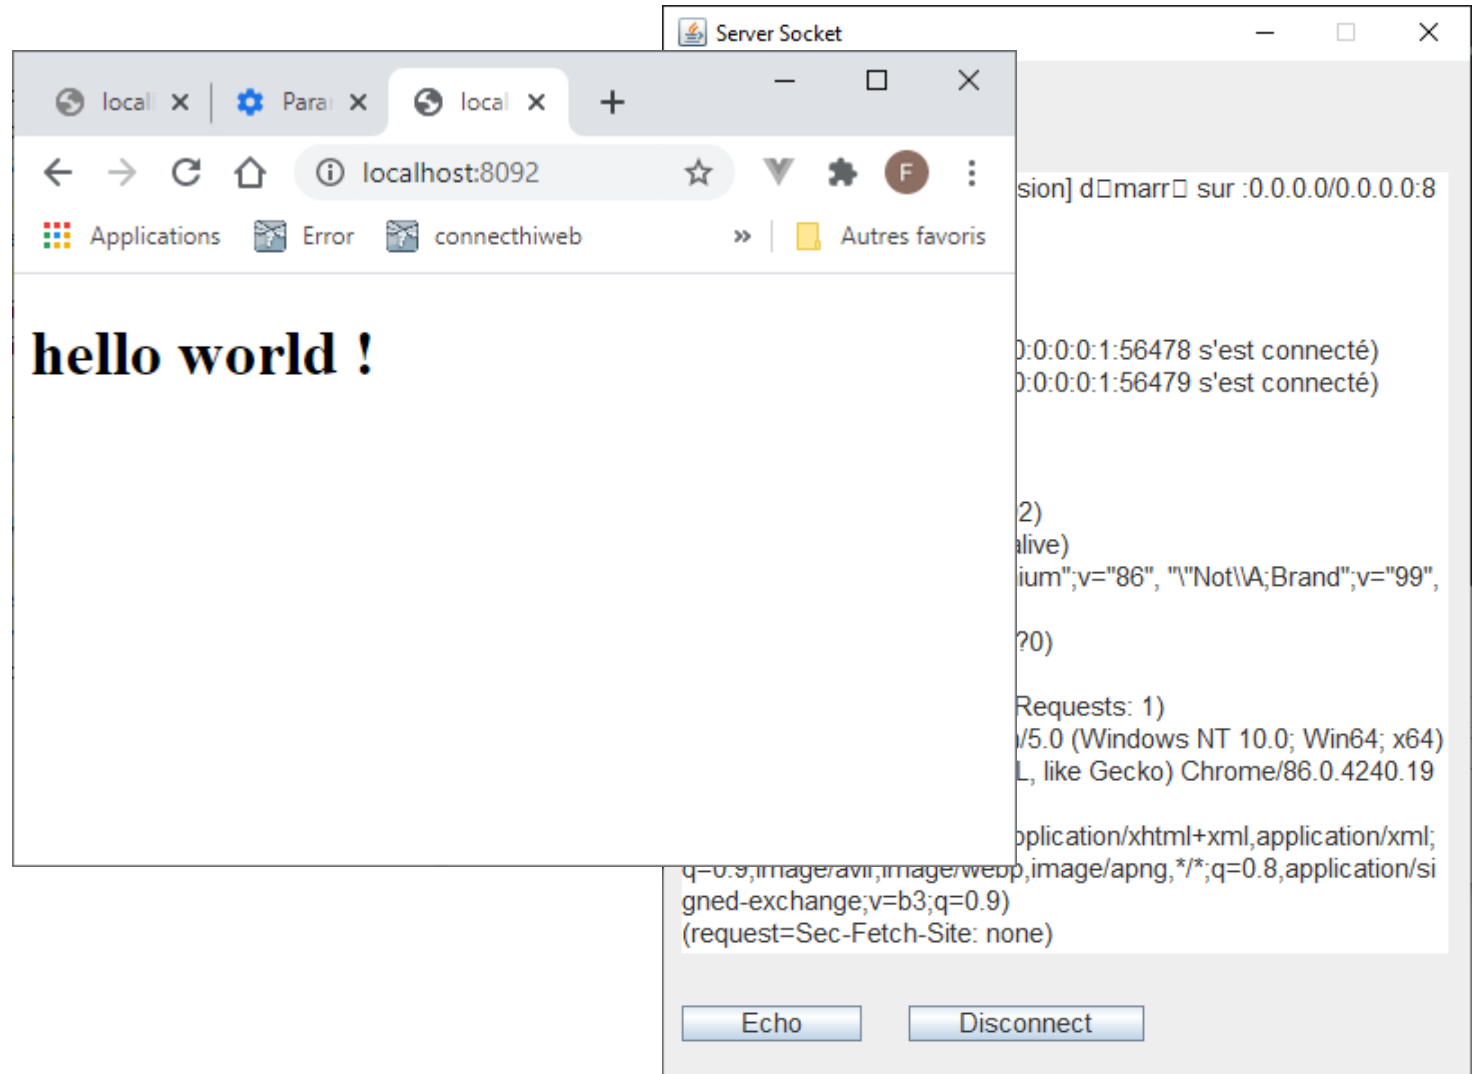 Server Socket
local
Para
local
localhost:8092
F
Applications
Error
connecthiweb
»
Autres favoris
hello world !
sion] d□marr□ sur :0.0.0.0/0.0.0.0:8
0:0:0:0:1:56478 s'est connecté)
0:0:0:0:1:56479 s'est connecté)
2)
alive)
ium";v="86", "\"Not\\A;Brand";v="99",
?0)
Requests: 1)
/5.0 (Windows NT 10.0; Win64; x64)
L, like Gecko) Chrome/86.0.4240.19
pplication/xhtml+xml,application/xml;
q=0.9,image/avif,image/webp,image/apng,*/*;q=0.8,application/si
gned-exchange;v=b3;q=0.9)
(request=Sec-Fetch-Site: none)
Echo
Disconnect